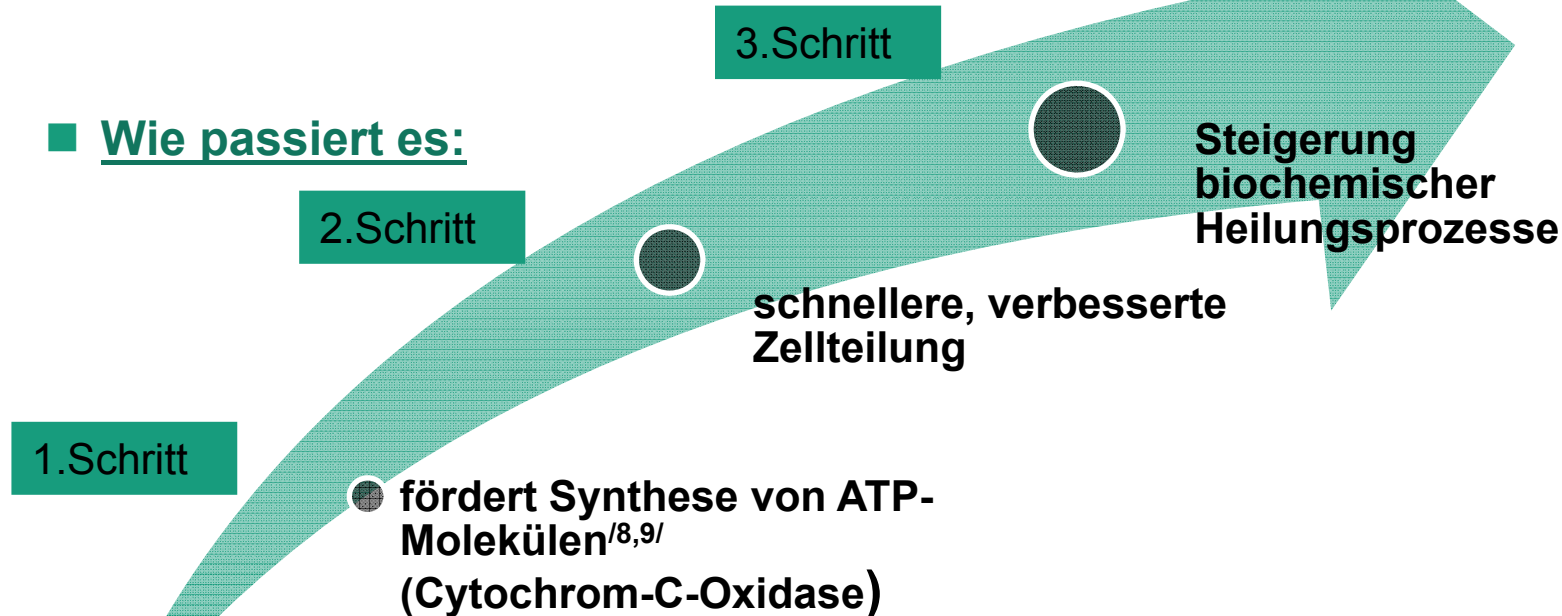 Wie passiert es:
1.Schritt
fördert Synthese von ATP-
Molekülen/8,9/
(Cytochrom-C-Oxidase)
2.Schritt
schnellere, verbesserte
Zellteilung
3.Schritt
Steigerung
biochemischer
Heilungsprozesse